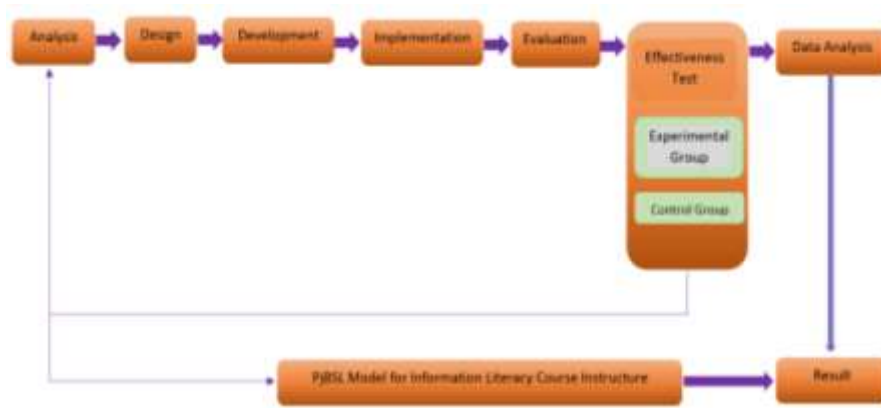 Analysis
Design
Development
Implementation
Evaluation
Effectiveness
Test
Experimental
Group
Control Group
Data Analysis
PjBSL Model for Information Literacy Course Instructure
Result